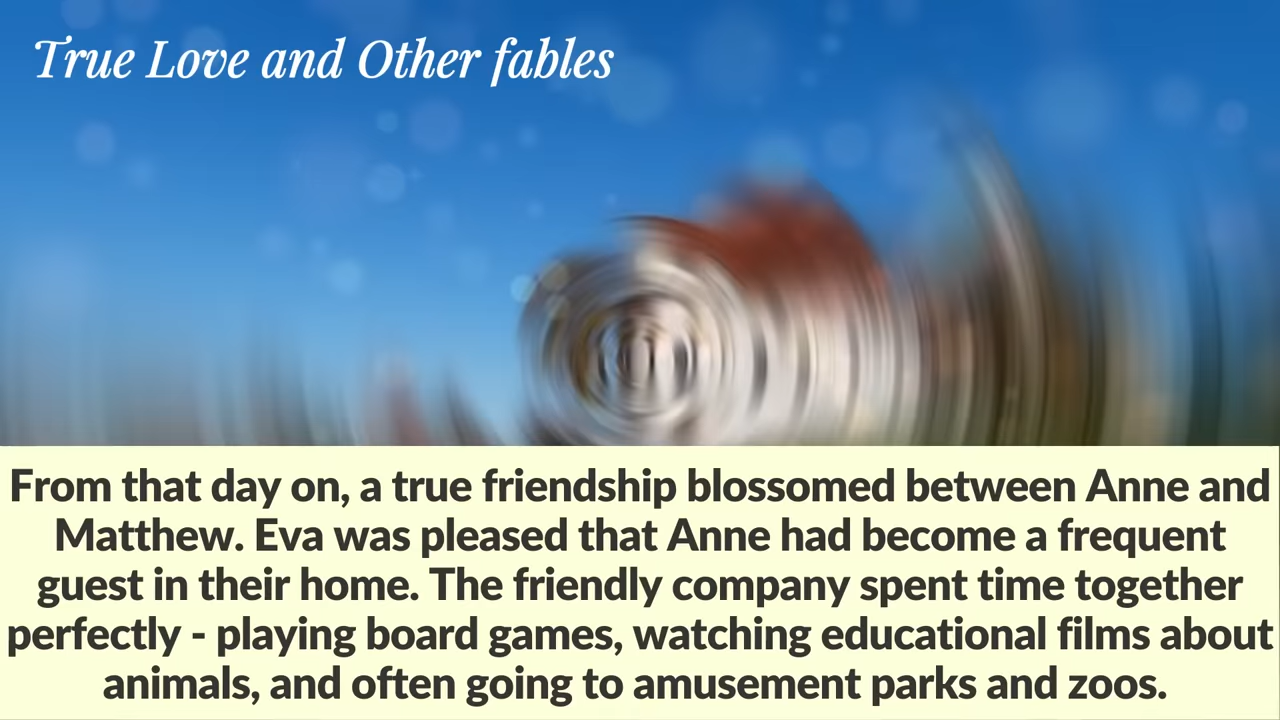 True Love and Other fables
From that day on, a true friendship blossomed between Anne and
Matthew. Eva was pleased that Anne had become a frequent
guest in their home. The friendly company spent time together
perfectly - playing board games, watching educational films about
animals, and often going to amusement parks and zoos.